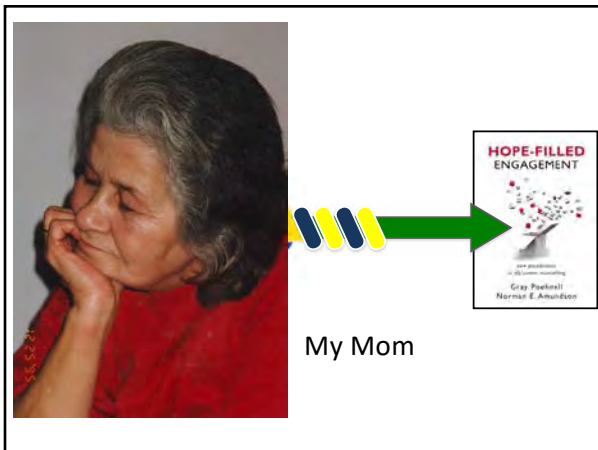 HOPE-FILLED
ENGAGEMENT
Gray Poehnell
Norman E. Amundson
My Mom